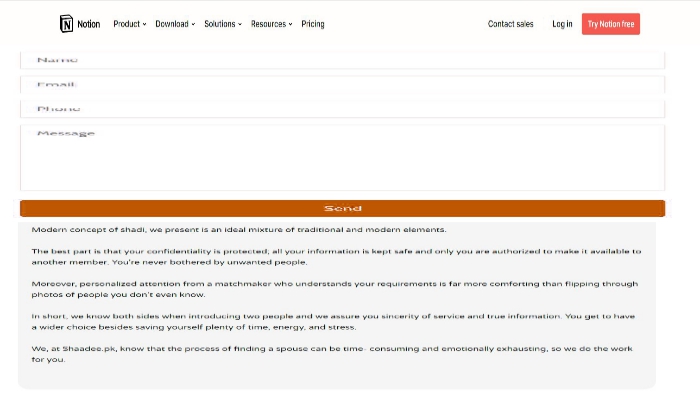 Notion
Product
Download
Solutions
Resources
Pricing
Contact sales
Log in
Try Notion free
Name
Email
Phone
Message
Send
Modern concept of shadi, we present is an ideal mixture of traditional and modern elements.
The best part is that your confidentiality is protected; all your information is kept safe and only you are authorized to make it available to
another member. You're never bothered by unwanted people.
Moreover, personalized attention from a matchmaker who understands your requirements is far more comforting than flipping through
photos of people you don't even know.
In short, we know both sides when introducing two people and we assure you sincerity of service and true information. You get to have
a wider choice besides saving yourself plenty of time, energy, and stress.
We, at Shaadee.pk, know that the process of finding a spouse can be time- consuming and emotionally exhausting, so we do the work
for you.